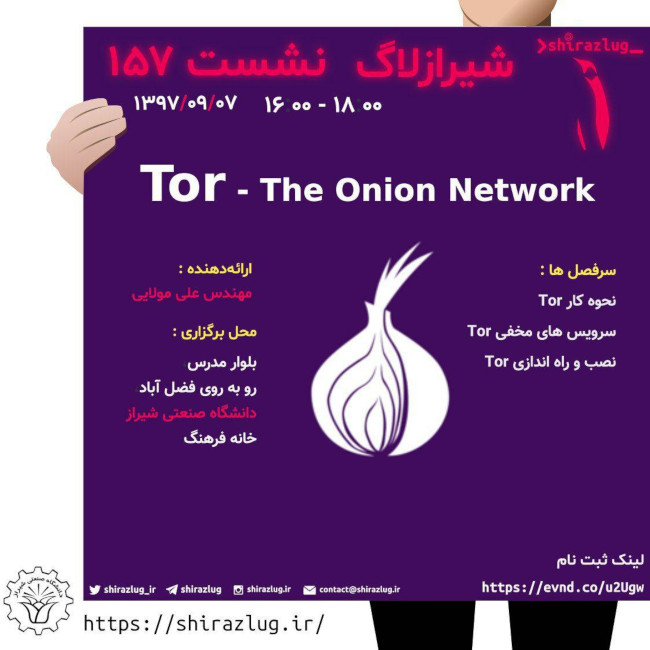 >shirazlug_
شیرازلاگ نشست ۱۵۷
۱۶:۰۰ - ۱۸:۰۰ ۱۳۹۷/۰۹/۰۷
Tor - The Onion Network
سرفصل ها :
نحوه کار Tor
سرویس های مخفی Tor
نصب و راه اندازی Tor
ارائه‌دهنده :
مهندس علی مولایی
محل برگزاری :
بلوار مدرس
رو به روی فضل آباد
دانشگاه صنعتی شیراز
خانه فرهنگ
لینک ثبت نام
https://evnd.co/u2Ugw
shirazlug_ir shirazlug shirazlug.ir contact@shirazlug.ir
دانشگاه صنعتی شیراز
https://shirazlug.ir/